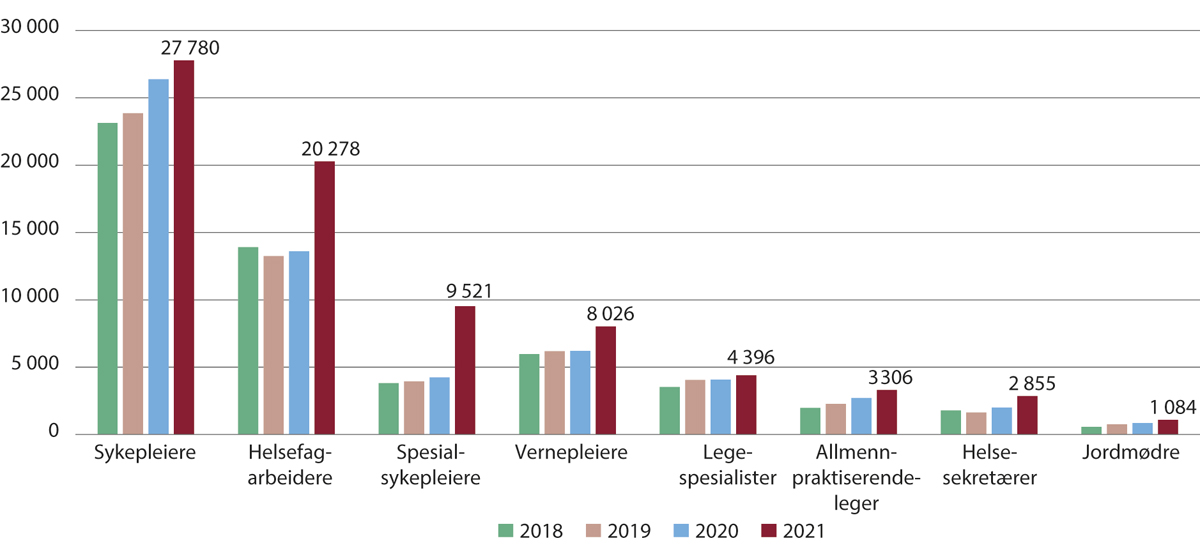 30 000
25 000
20 000
15 000
10 000
5 000
0
27 780
20 278
9 521
8 026
4 396
3306
2 855
1 084
Sykepleiere
Helsefag-
arbeidere
Spesial-
sykepleiere
Vernepleiere
Lege-
spesialister
Allmenn-
praktiserende-
leger
Helse-
sekretærer
Jordmødre
2018 2019 2020 2021